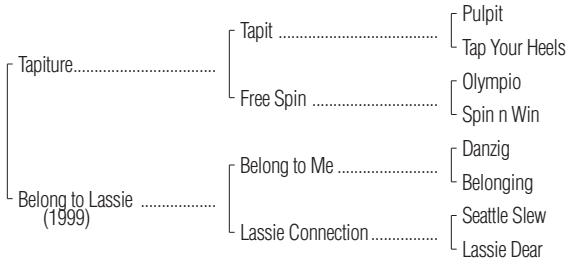 Pulpit
Tapit ........................................
Tap Your Heels
Tapiture....................................
Olympio
Free Spin ................................
Spin n Win
Danzig
Belong to Me .........................
Belonging
Belong to Lassie ...................
(1999)
Seattle Slew
Lassie Connection.................
Lassie Dear